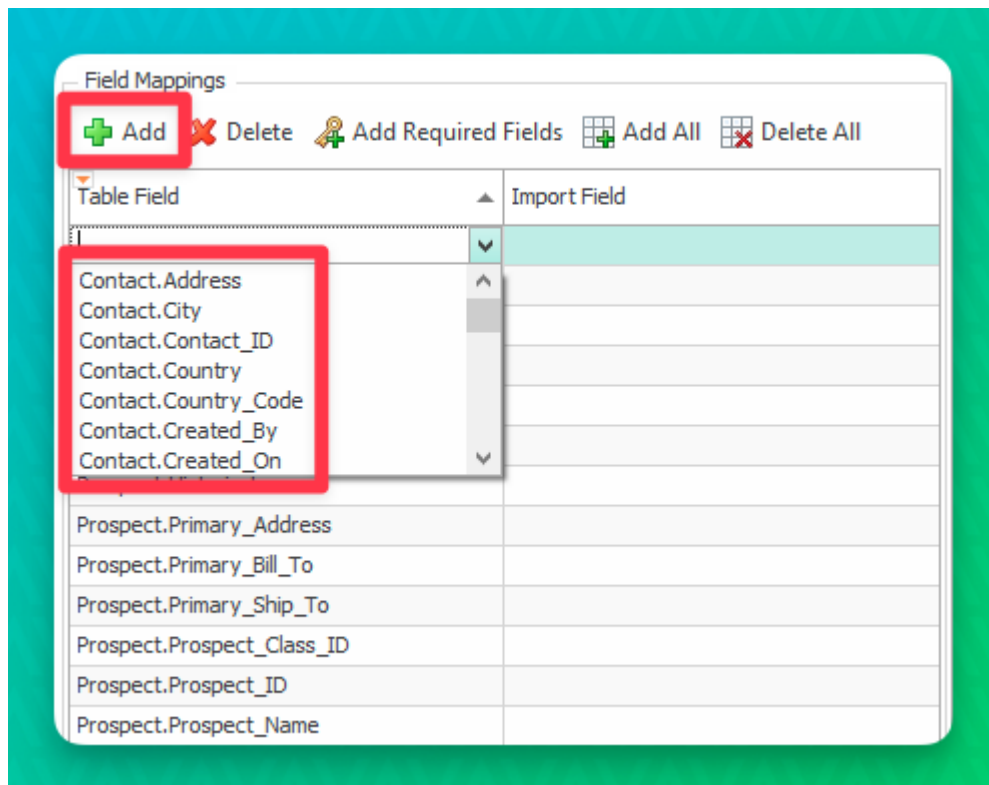 Field Mappings
Add Delete Add Required Fields Add All Delete All
Table Field Import Field
Contact.Address
Contact.City
Contact.Contact_ID
Contact.Country
Contact.Country_Code
Contact.Created_By
Contact.Created_On
Prospect.Primary_Address
Prospect.Primary_Bill_To
Prospect.Primary_Ship_To
Prospect.Prospect_Class_ID
Prospect.Prospect_ID
Prospect.Prospect_Name